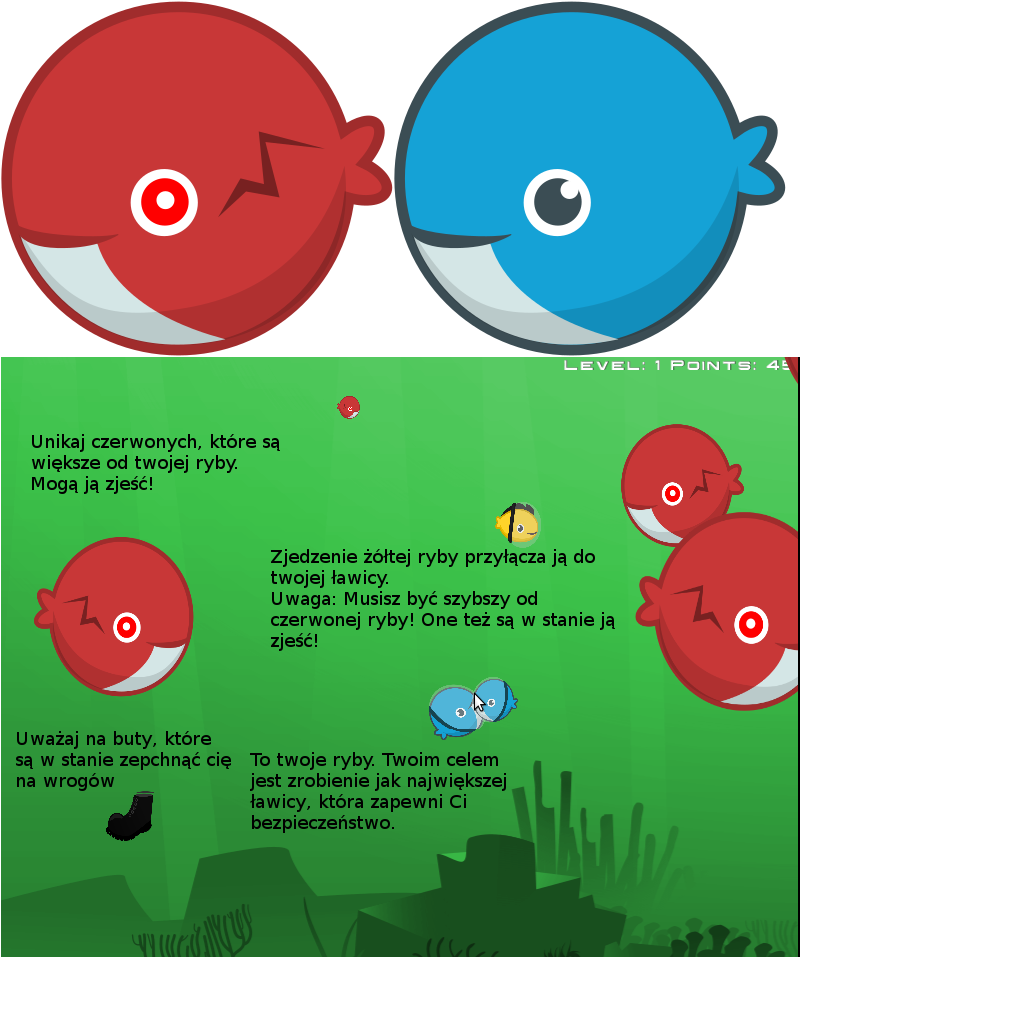 LEVEL: 1 POINTS: 45
Unikaj czerwonych, które są
większe od twojej ryby.
Mogą ją zjeść!
Zjedzenie żółtej ryby przyłącza ją do
twojej ławicy.
Uwaga: Musisz być szybszy od
czerwonej ryby! One też są w stanie ją
zjeść!
Uważaj na buty, które
są w stanie zepchnąć cię
na wrogów
To twoje ryby. Twoim celem
jest zrobienie jak największej
ławicy, która zapewni Ci
bezpieczeństwo.